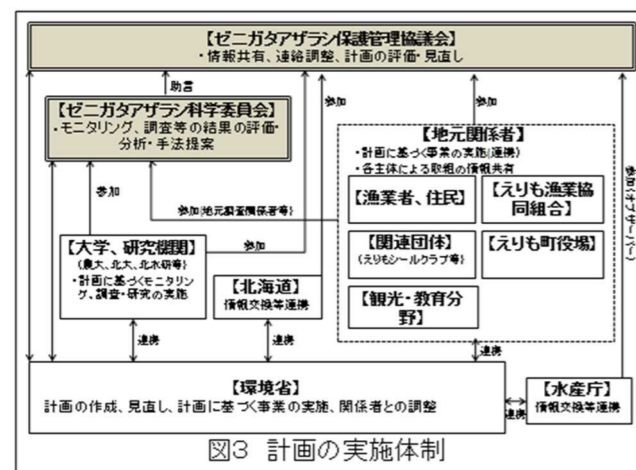 【ゼニガタアザラシ保護管理協議会】
・情報共有、連絡調整、計画の評価・見直し
助言
参加
参加
【ゼニガタアザラシ科学委員会】
・モニタリング、調査等の結果の評価・
分析・手法提案
【地元関係者】
・計画に基づく事業の実施(連携)
・各主体による取組の情報共有
【漁業者、住民】
【えりも漁業協
同組合】
【関連団体】
(えりもシールクラブ等)
【えりも町役場】
【観光・教育分
野】
参加(オブザーバー)
参加
参加(地元調査関係者等)
参加
【大学、研究機関】
(農大、北大、北水研等)
・計画に基づくモニタリン
グ、調査・研究の実施
【北海道】
情報交換等連携
連携
連携
連携
【環境省】
計画の作成、見直し、計画に基づく事業の実施、関係者との調整
連携
【水産庁】
情報交換等連携
図3 計画の実施体制